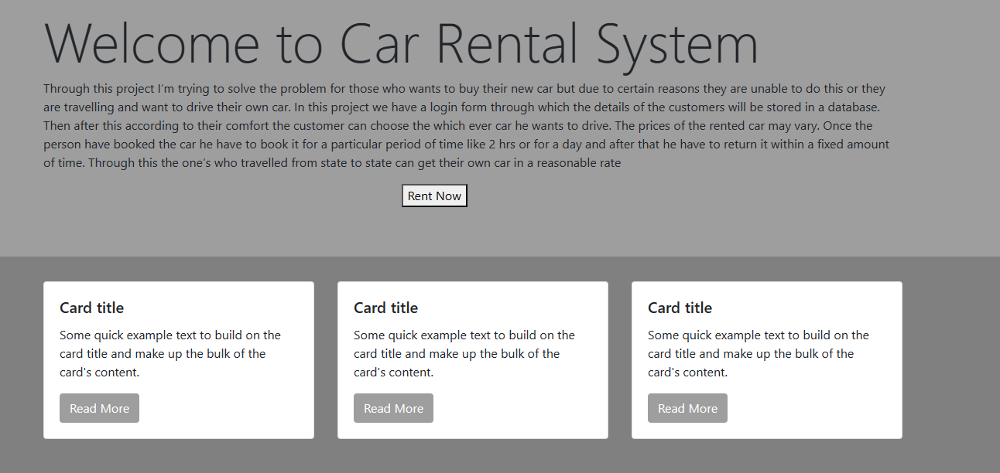 Welcome to Car Rental System
Through this project I’m trying to solve the problem for those who wants to buy their new car but due to certain reasons they are unable to do this or they
are travelling and want to drive their own car. In this project we have a login form through which the details of the customers will be stored in a database.
Then after this according to their comfort the customer can choose the which ever car he wants to drive. The prices of the rented car may vary. Once the
person have booked the car he have to book it for a particular period of time like 2 hrs or for a day and after that he have to return it within a fixed amount
of time. Through this the one’s who travelled from state to state can get their own car in a reasonable rate
Rent Now
Card title
Some quick example text to build on the
card title and make up the bulk of the
card's content.
Read More
Card title
Some quick example text to build on the
card title and make up the bulk of the
card's content.
Read More
Card title
Some quick example text to build on the
card title and make up the bulk of the
card's content.
Read More